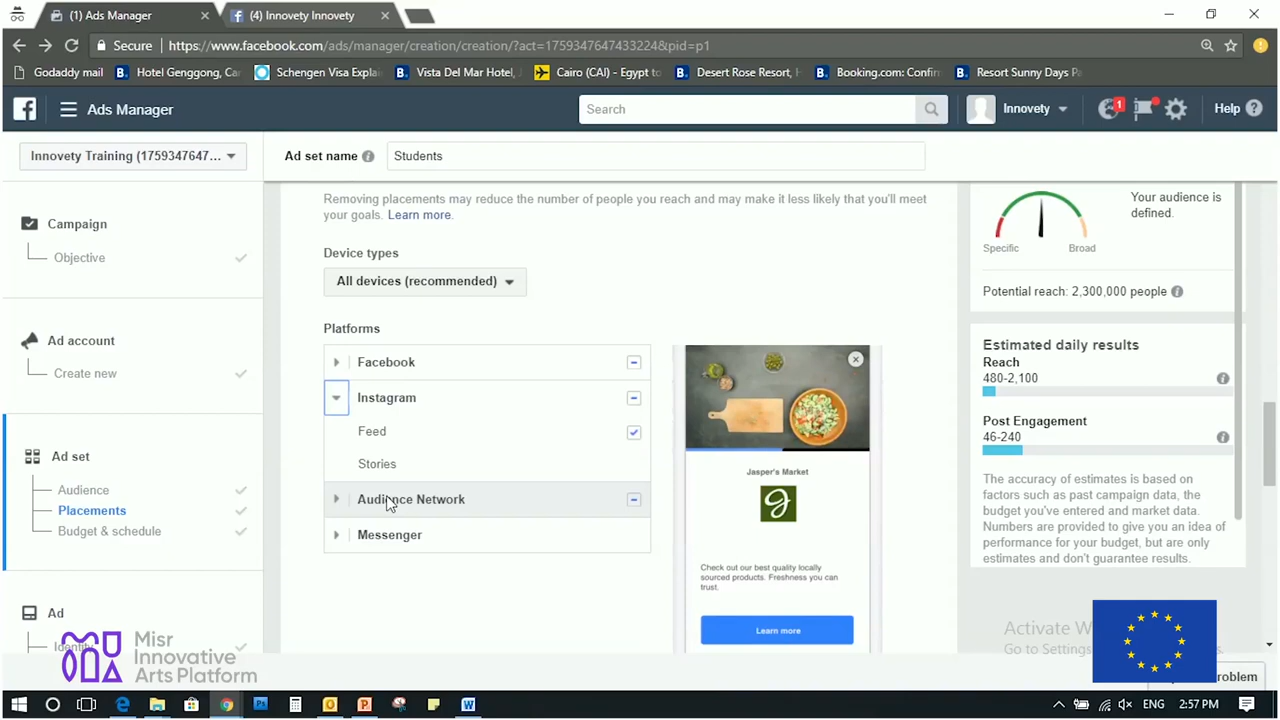 (1) Ads Manager
(4) Innovety Innovety
Secure
https://www.facebook.com/ads/manager/creation/creation/?act=1759347647433224&pid=p1
Godaddy mail
Hotel Genggong, Car
Schengen Visa Explai
Vista Del Mar Hotel,
Cairo (CAI) - Egypt to
Desert Rose Resort, H
Booking.com: Confir
Resort Sunny Days Pa
Ads Manager
Search
Innovety
1
Help
Innovety Training (1759347647...
Ad set name
Students
Campaign
Objective
Ad account
Create new
Ad set
Audience
Placements
Budget & schedule
Ad
Removing placements may reduce the number of people you reach and may make it less likely that you'll meet
your goals. Learn more.
Device types
All devices (recommended)
Platforms
Facebook
Instagram
Feed
Stories
Audience Network
Messenger
Jasper's Market
Check out our best quality locally
sourced products. Freshness you can
trust.
Learn more
Your audience is
defined.
Specific
Broad
Potential reach: 2,300,000 people
Estimated daily results
Reach
480-2,100
Post Engagement
46-240
The accuracy of estimates is based on
factors such as past campaign data, the
budget you've entered and market data.
Numbers are provided to give you an idea of
performance for your budget, but are only
estimates and don't guarantee results.
Activate W
Go to Settings
roblem
Misr
Innovative
Arts Platform
ENG
2:57 PM